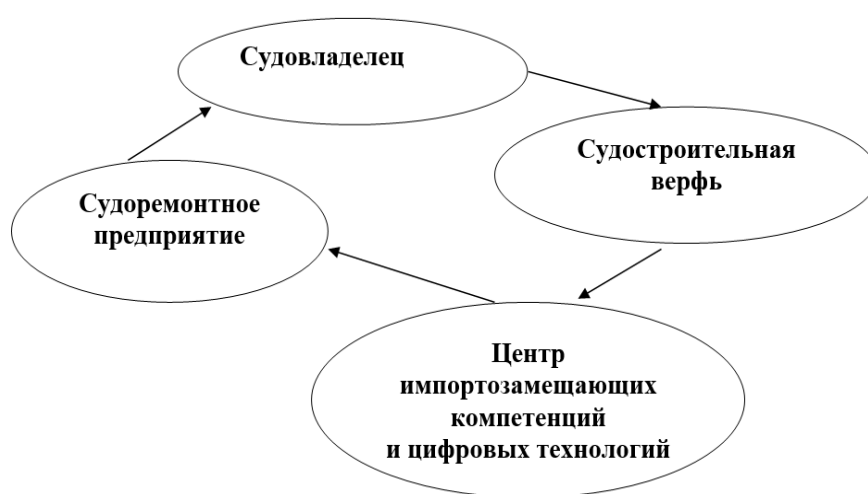 Судовладелец
Судостроительная
верфь
Судоремонтное
предприятие
Центр
импортозамещающих
компетенций
и цифровых технологий